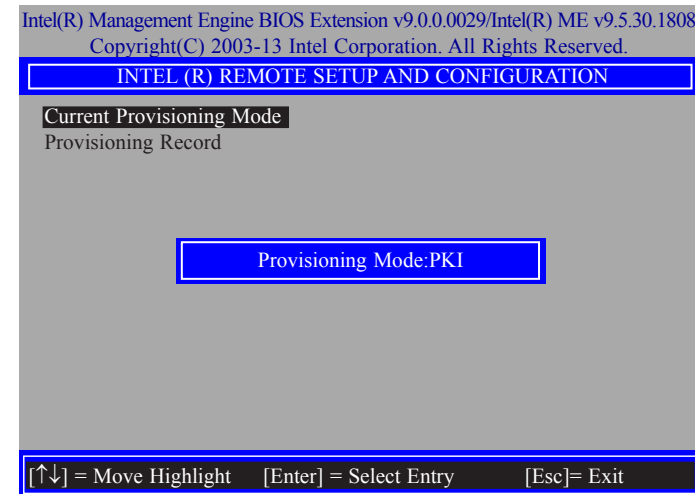 Intel(R) Management Engine BIOS Extension v9.0.0.0029/Intel(R) ME v9.5.30.1808
Copyright(C) 2003-13 Intel Corporation. All Rights Reserved.
INTEL (R) REMOTE SETUP AND CONFIGURATION
Current Provisioning Mode
Provisioning Record
Provisioning Mode:PKI
[↑↓] = Move Highlight [Enter] = Select Entry [Esc]= Exit